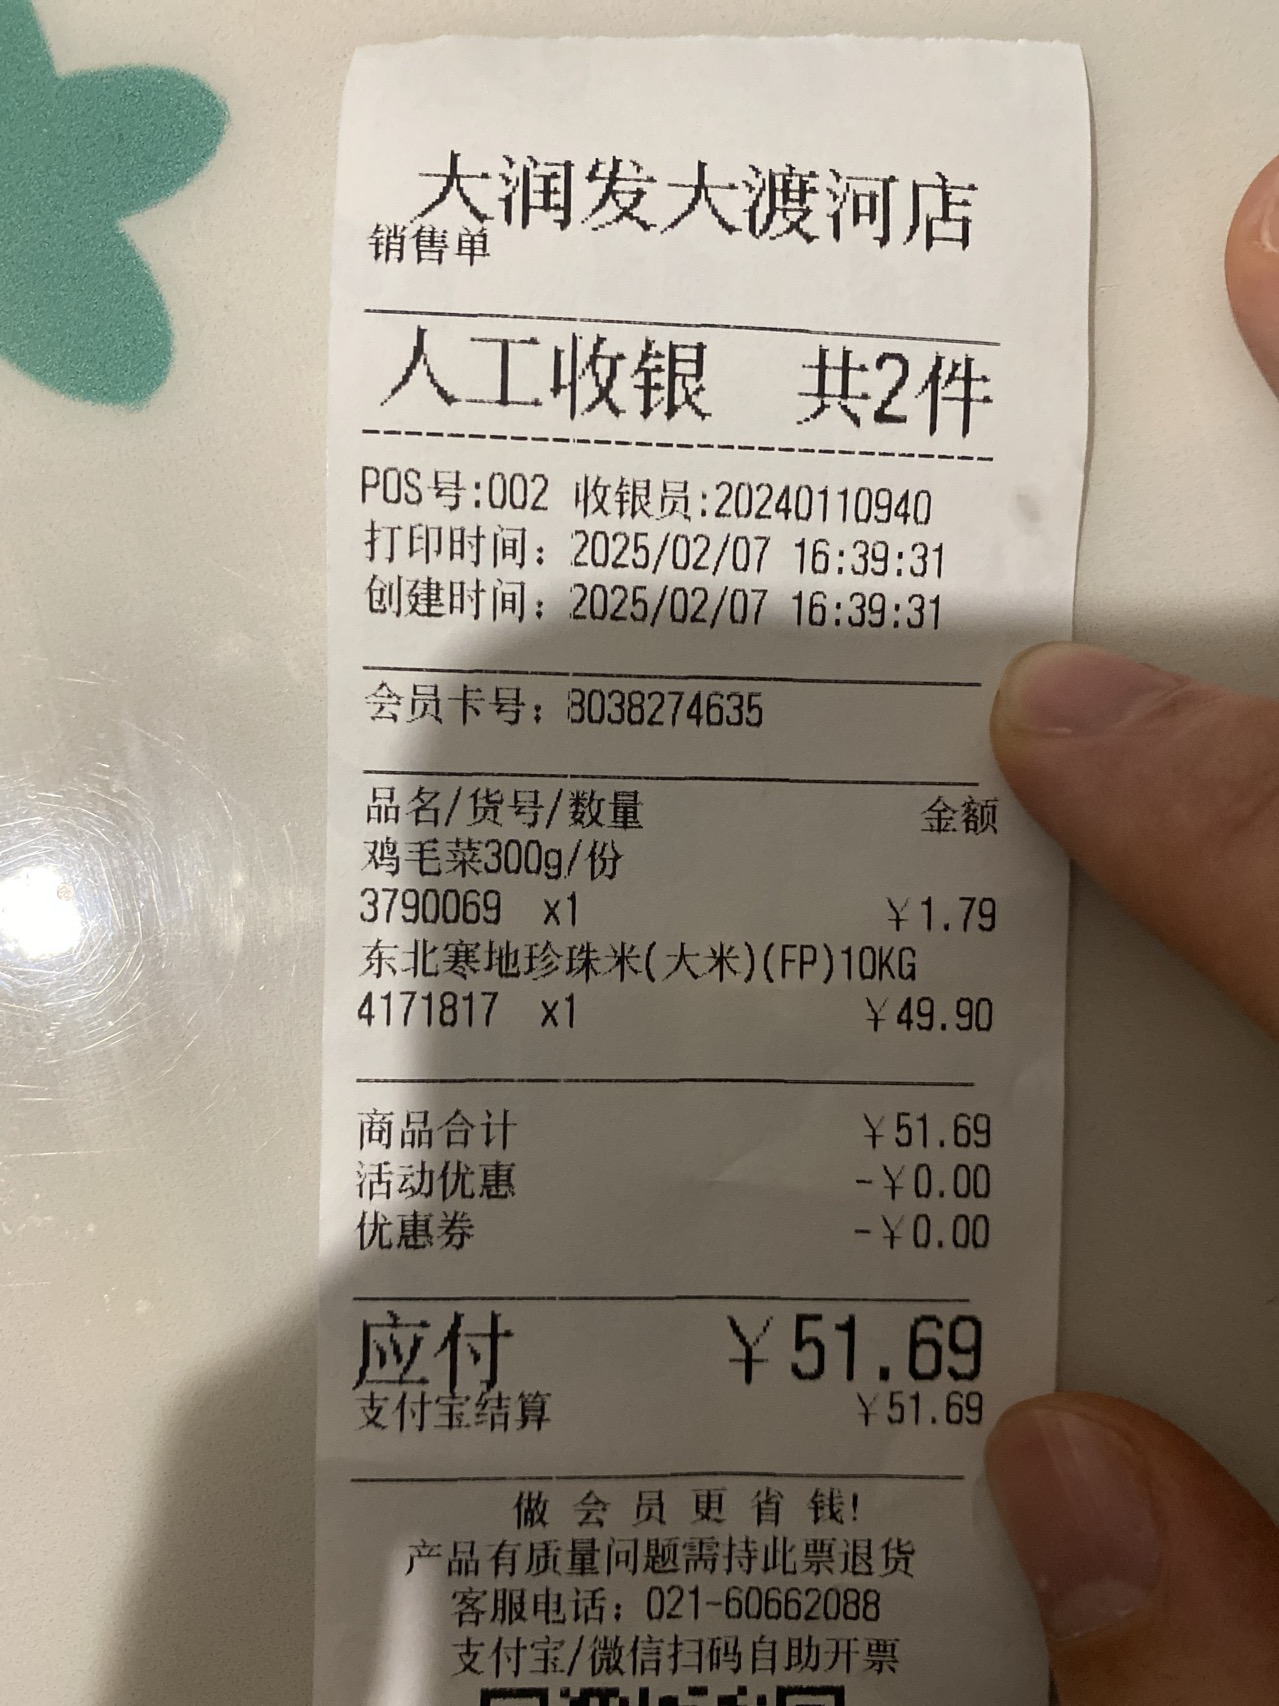 大润发大渡河店
销售单
人工收银 共2件
POS号:002 收银员:20240110940
打印时间：2025/02/07 16:39:31
创建时间：2025/02/07 16:39:31
会员卡号：8038274635
品名/货号/数量 金额
鸡毛菜300g/份
3790069 x1 ￥1.79
东北寒地珍珠米(大米)(FP)10KG
4171817 x1 ￥49.90
商品合计 ￥51.69
活动优惠 -￥0.00
优惠券 -￥0.00
应付 ￥51.69
支付宝结算 ￥51.69
做会员更省钱!
产品有质量问题需持此票退货
客服电话：021-60662088
支付宝/微信扫码自助开票